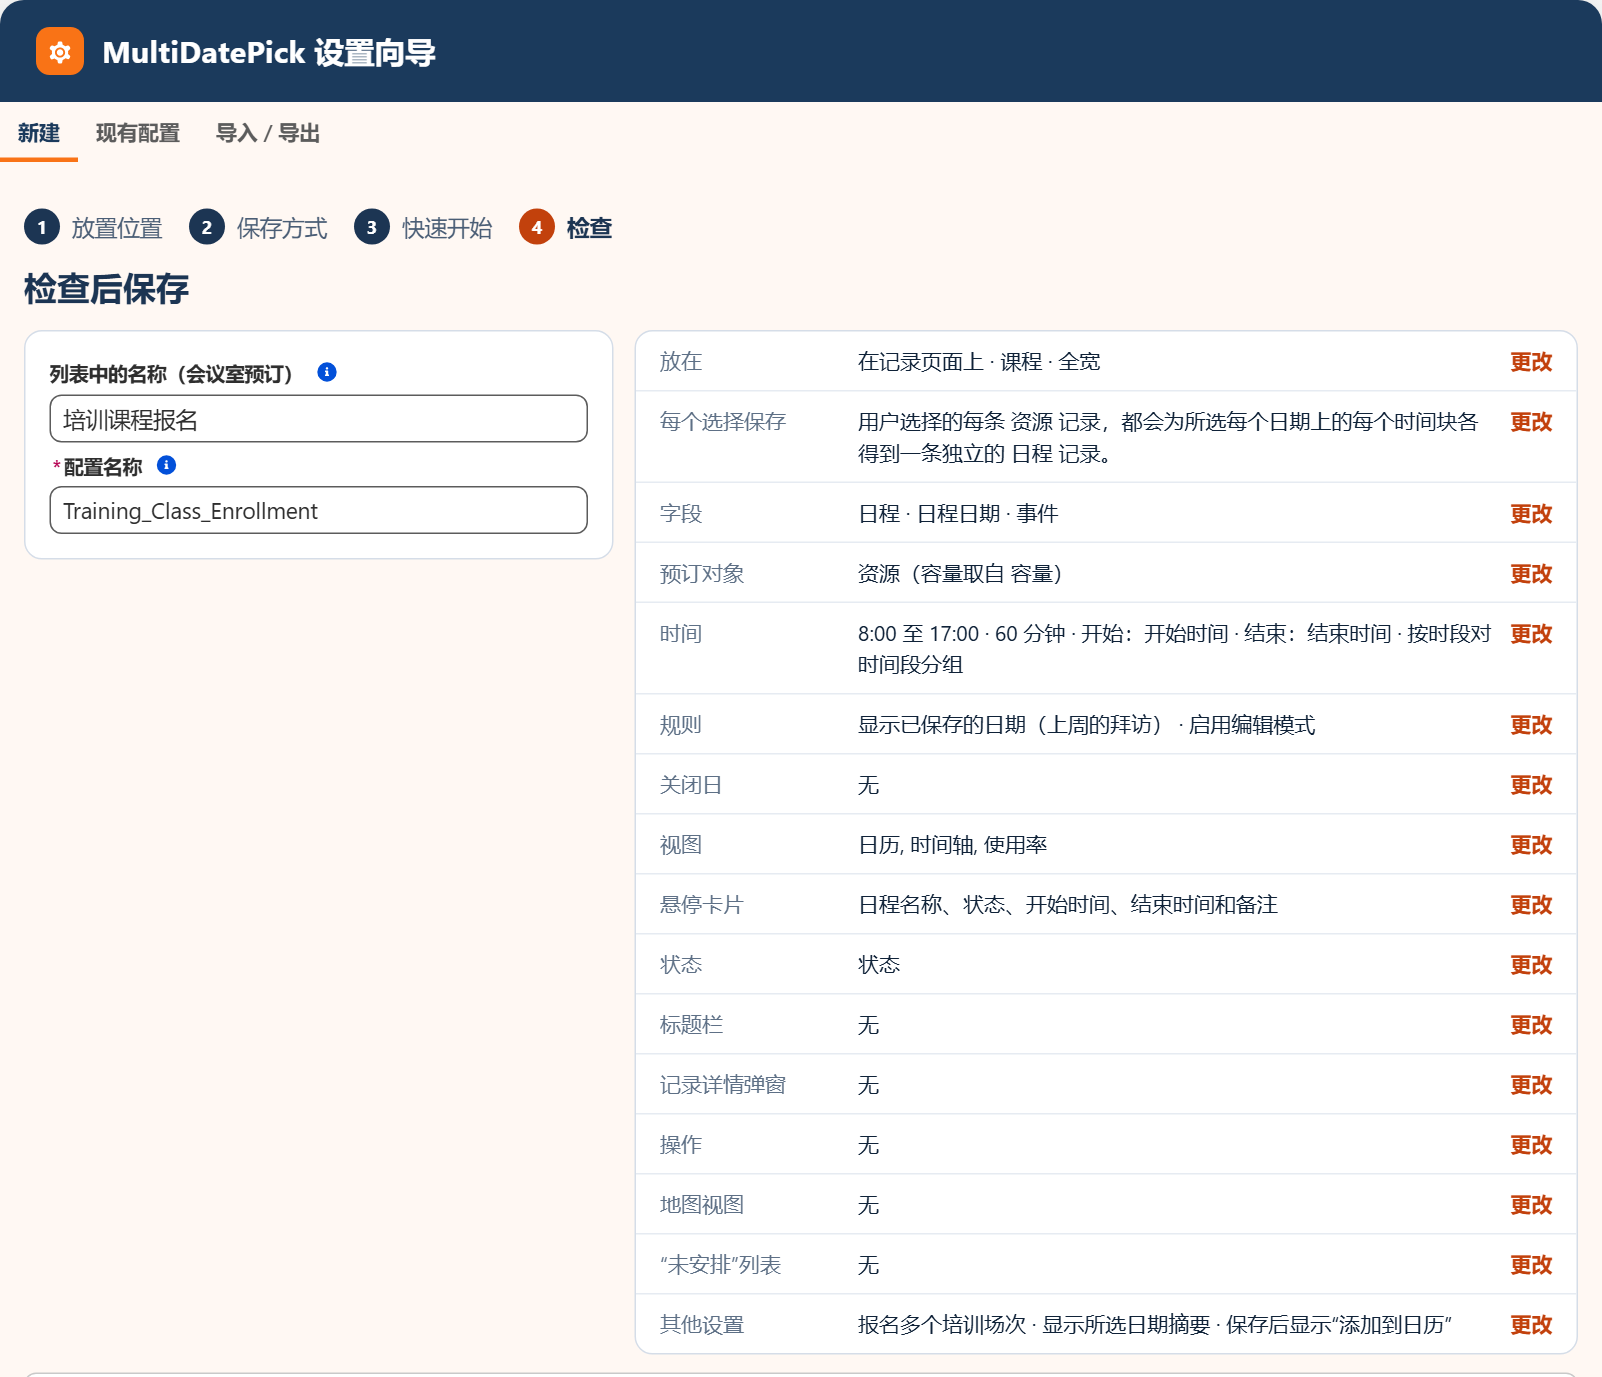 MultiDatePick 设置向导
新建 现有配置 导入 / 导出
1 放置位置 2 保存方式 3 快速开始 4 检查
检查后保存
列表中的名称（会议室预订）
培训课程报名
*配置名称
Training_Class_Enrollment
放在 在记录页面上 · 课程 · 全宽 更改
每个选择保存 用户选择的每条 资源 记录，都会为所选每个日期上的每个时间块各 更改
得到一条独立的 日程 记录。
字段 日程 · 日程日期 · 事件 更改
预订对象 资源（容量取自 容量） 更改
时间 8:00 至 17:00 · 60 分钟 · 开始：开始时间 · 结束：结束时间 · 按时段对 更改
时间段分组
规则 显示已保存的日期（上周的拜访） · 启用编辑模式 更改
关闭日 无 更改
视图 日历, 时间轴, 使用率 更改
悬停卡片 日程名称、状态、开始时间、结束时间和备注 更改
状态 状态 更改
标题栏 无 更改
记录详情弹窗 无 更改
操作 无 更改
地图视图 无 更改
“未安排”列表 无 更改
其他设置 报名多个培训场次 · 显示所选日期摘要 · 保存后显示“添加到日历” 更改